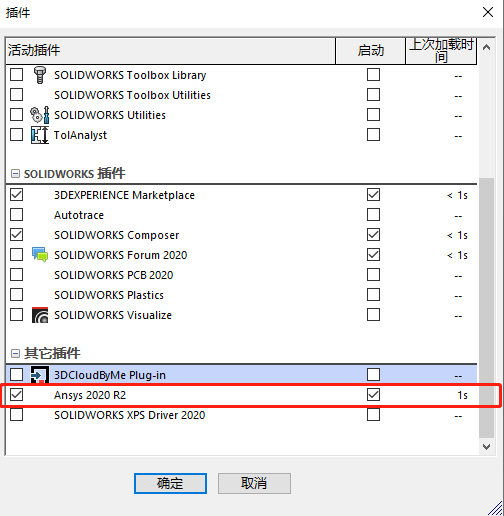 插件
活动插件 启动 上次加载时间
SOLIDWORKS Toolbox Library --
SOLIDWORKS Toolbox Utilities --
SOLIDWORKS Utilities --
TolAnalyst --
SOLIDWORKS 插件
3DEXPERIENCE Marketplace < 1s
Autotrace --
SOLIDWORKS Composer < 1s
SOLIDWORKS Forum 2020 < 1s
SOLIDWORKS PCB 2020 --
SOLIDWORKS Plastics --
SOLIDWORKS Visualize --
其它插件
3DCloudByMe Plug-in --
Ansys 2020 R2 1s
SOLIDWORKS XPS Driver 2020 --
确定 取消